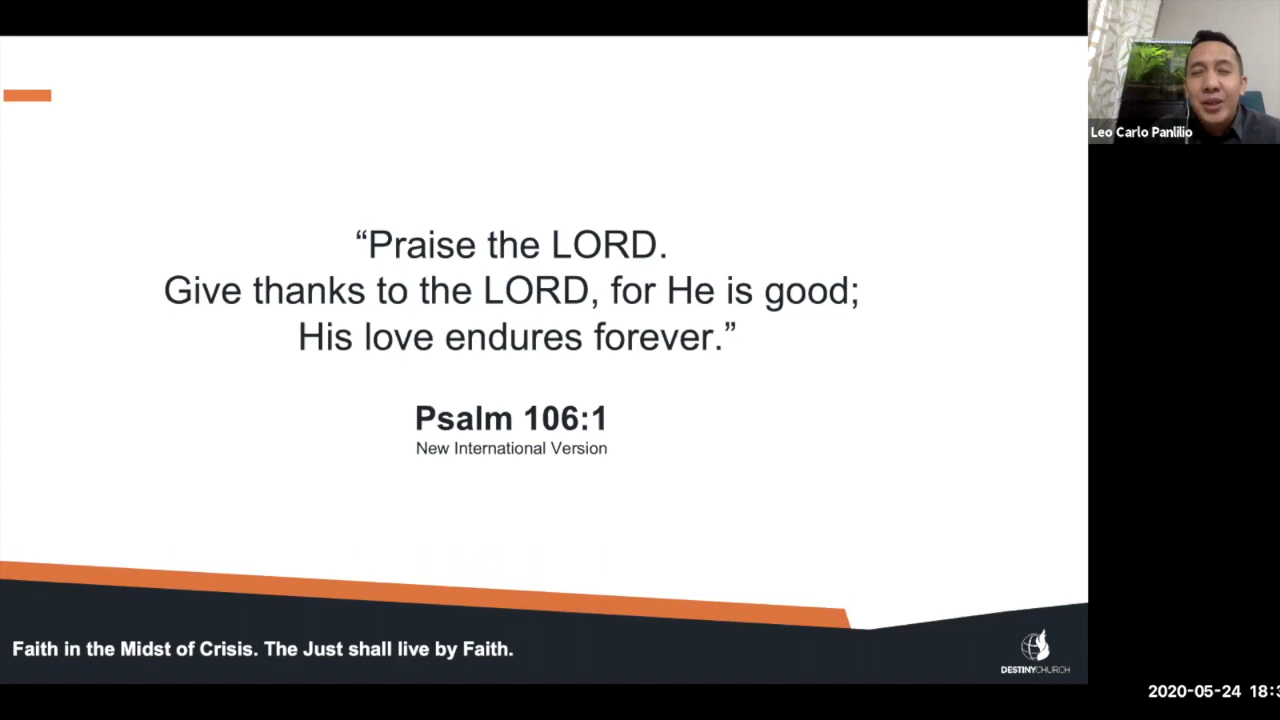 Leo Carlo Panlilio
“Praise the LORD.
Give thanks to the LORD, for He is good;
His love endures forever.”
Psalm 106:1
New International Version
Faith in the Midst of Crisis. The Just shall live by Faith.
DESTINYCHURCH
2020-05-24 18:3